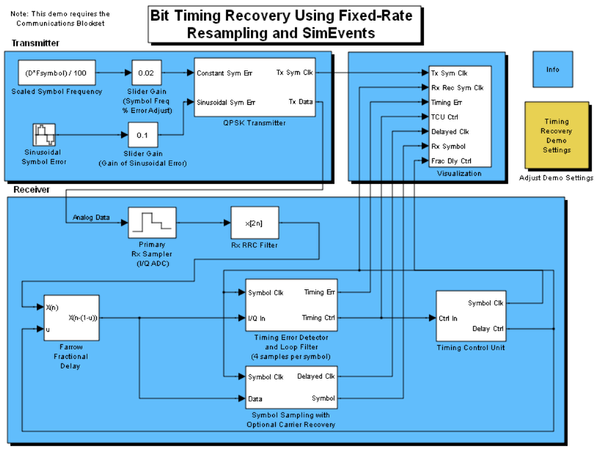 Note: This demo requires the
Communications Blockset
Bit Timing Recovery Using Fixed-Rate
Resampling and SimEvents
Transmitter
(D*Fsymbol) / 100
Scaled Symbol Frequency
0.02
Slider Gain
(Symbol Freq
% ErrorAdjust)
Constant Sym Err
Tx Sym Clk
Sinusoidal Sym Err
Tx Data
QPSK Transmitter
Sinusoidal
Symbol Error
0.1
Slider Gain
(Gain of Sinusoidal Error)
Tx Sym Clk
Rx Rec Sym Clk
Timing Err
TCU Ctrl
Delayed Clk
Rx Symbol
Frac Dly Ctrl
Visualization
Info
Timing
Recovery
Demo
Settings
Adjust Demo Settings
Receiver
Analog Data
Primary
Rx Sampler
(I/Q ADC)
x[2n]
Rx RRC Filter
X(n)
X(n-(1-u))
u
Farrow
Fractional
Delay
Symbol Clk
Timing Err
I/Q In
Timing Ctrl
Timing Error Detector
and Loop Filter
(4 samples per symbol)
Symbol Clk
Ctrl In
Delay Ctrl
Timing Control Unit
Symbol Clk
Delayed Clk
Data
Symbol
Symbol Sampling with
Optional Carrier Recovery